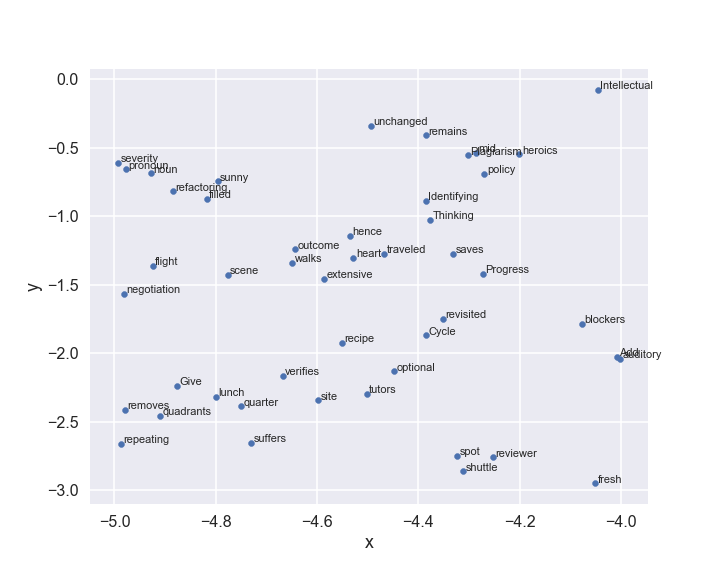 0.0
−0.5
−1.0
−1.5
−2.0
−2.5
−3.0
−5.0
−4.8
−4.6
−4.4
−4.2
−4.0
x
y
Intellectual
unchanged
remains
mid
Plagiarism
heroics
severity
pronoun
noun
policy
sunny
refactoring
filled
Identifying
Thinking
hence
outcome
heart
traveled
saves
walks
flight
scene
extensive
Progress
negotiation
revisited
blockers
Cycle
recipe
Add
auditory
optional
verifies
Give
lunch
site
tutors
quarter
removes
quadrants
repeating
suffers
spot
reviewer
shuttle
fresh